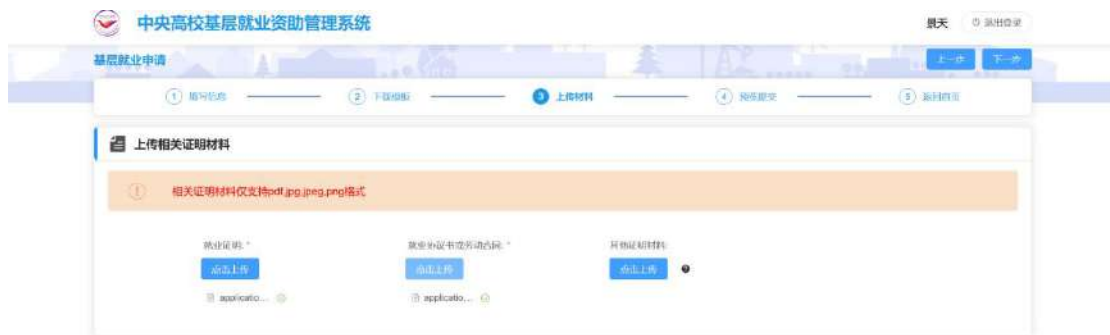 中央高校基层就业资助管理系统
景天 退出登录
基层就业申请
上一步 下一步
1 填写信息 2 下载模板 3 上传材料 4 预览提交 5 返回首页
上传相关证明材料
相关证明材料仅支持pdf,jpg,jpeg,png格式
就业证明: * 就业协议书或劳动合同: * 其他证明材料:
点击上传 点击上传 点击上传
applicatio... applicatio...